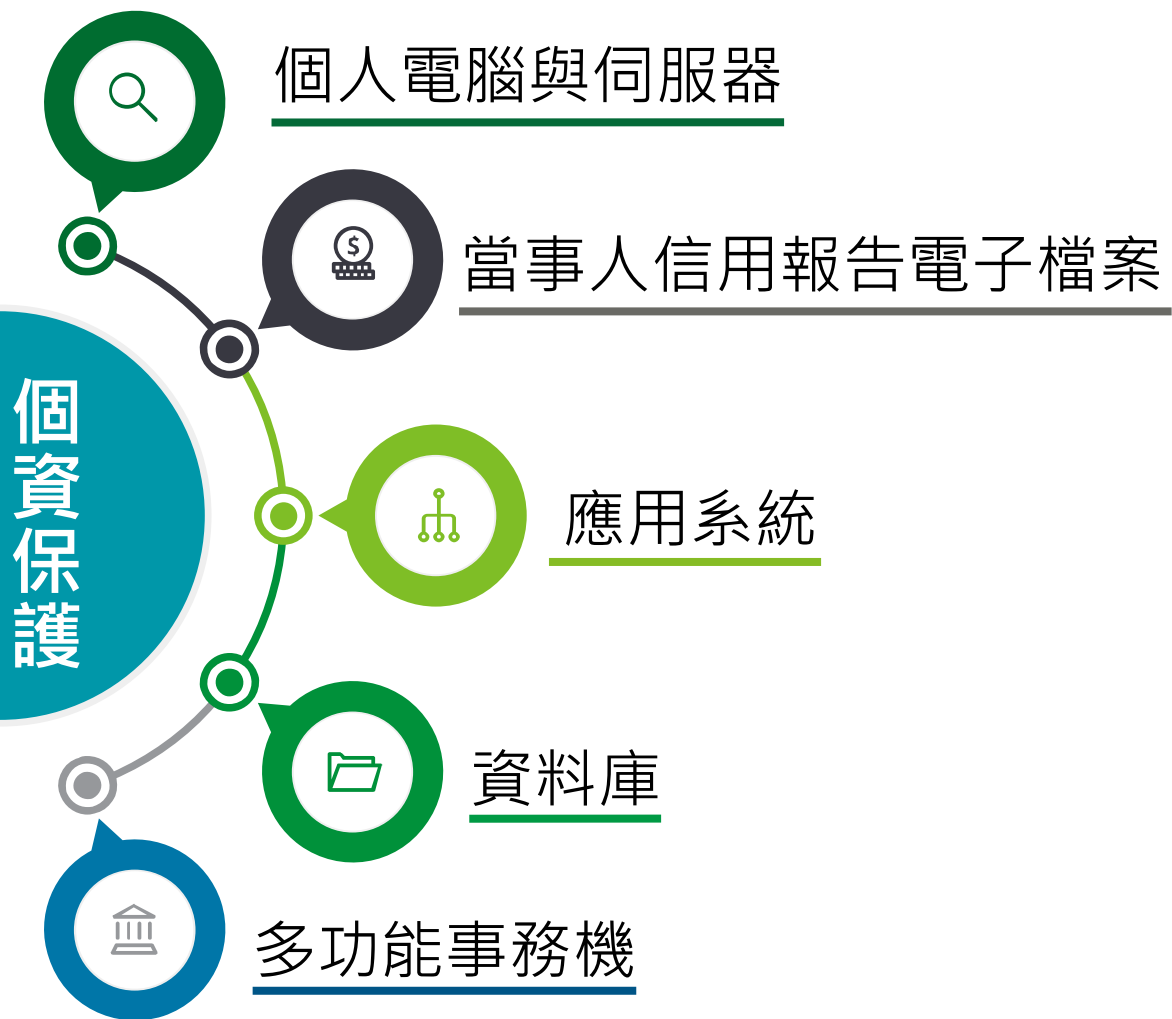 個人電腦與伺服器
當事人信用報告電子檔案
個資保護
應用系統
資料庫
多功能事務機